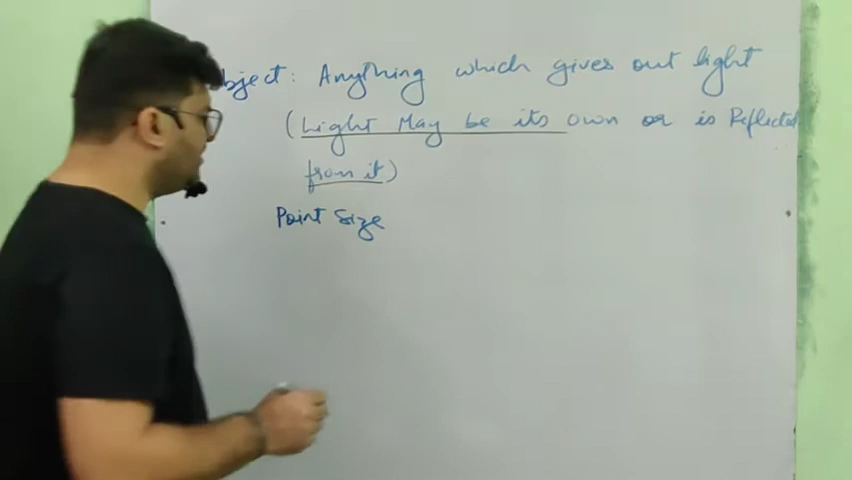 bject: Anything which gives out light
(Light May be its own or is Reflected
from it)
Point Size